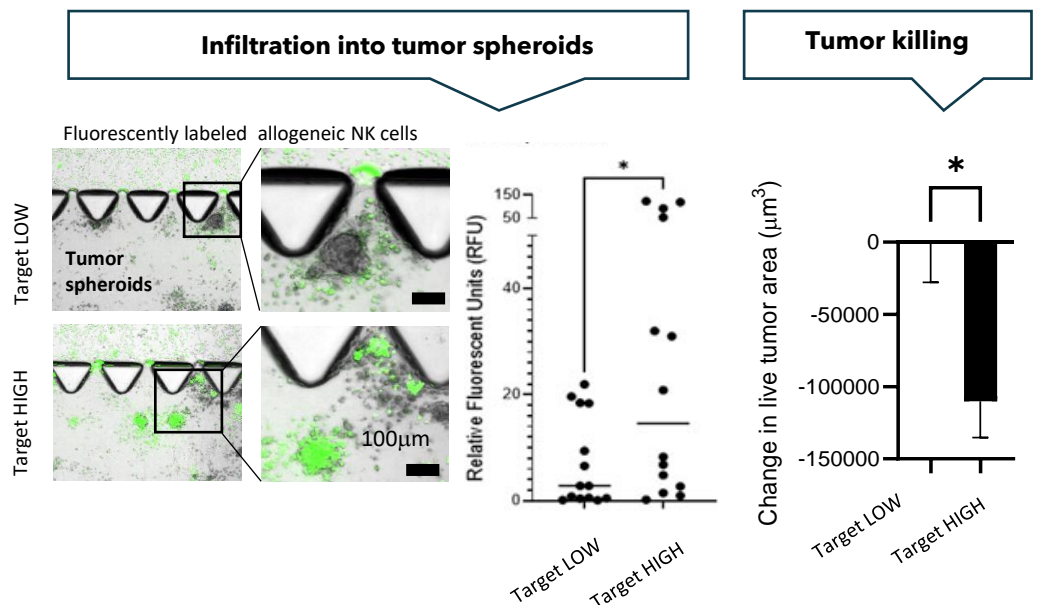 Infiltration into tumor spheroids
Tumor killing
Fluorescently labeled allogeneic NK cells
Target LOW
Tumor
spheroids
Target HIGH
100μm
Relative Fluorescent Units (RFU)
150
50
40
20
0
*
Target LOW
Target HIGH
Change in live tumor area (μm³)
*
0
-50000
-100000
-150000
Target LOW
Target HIGH